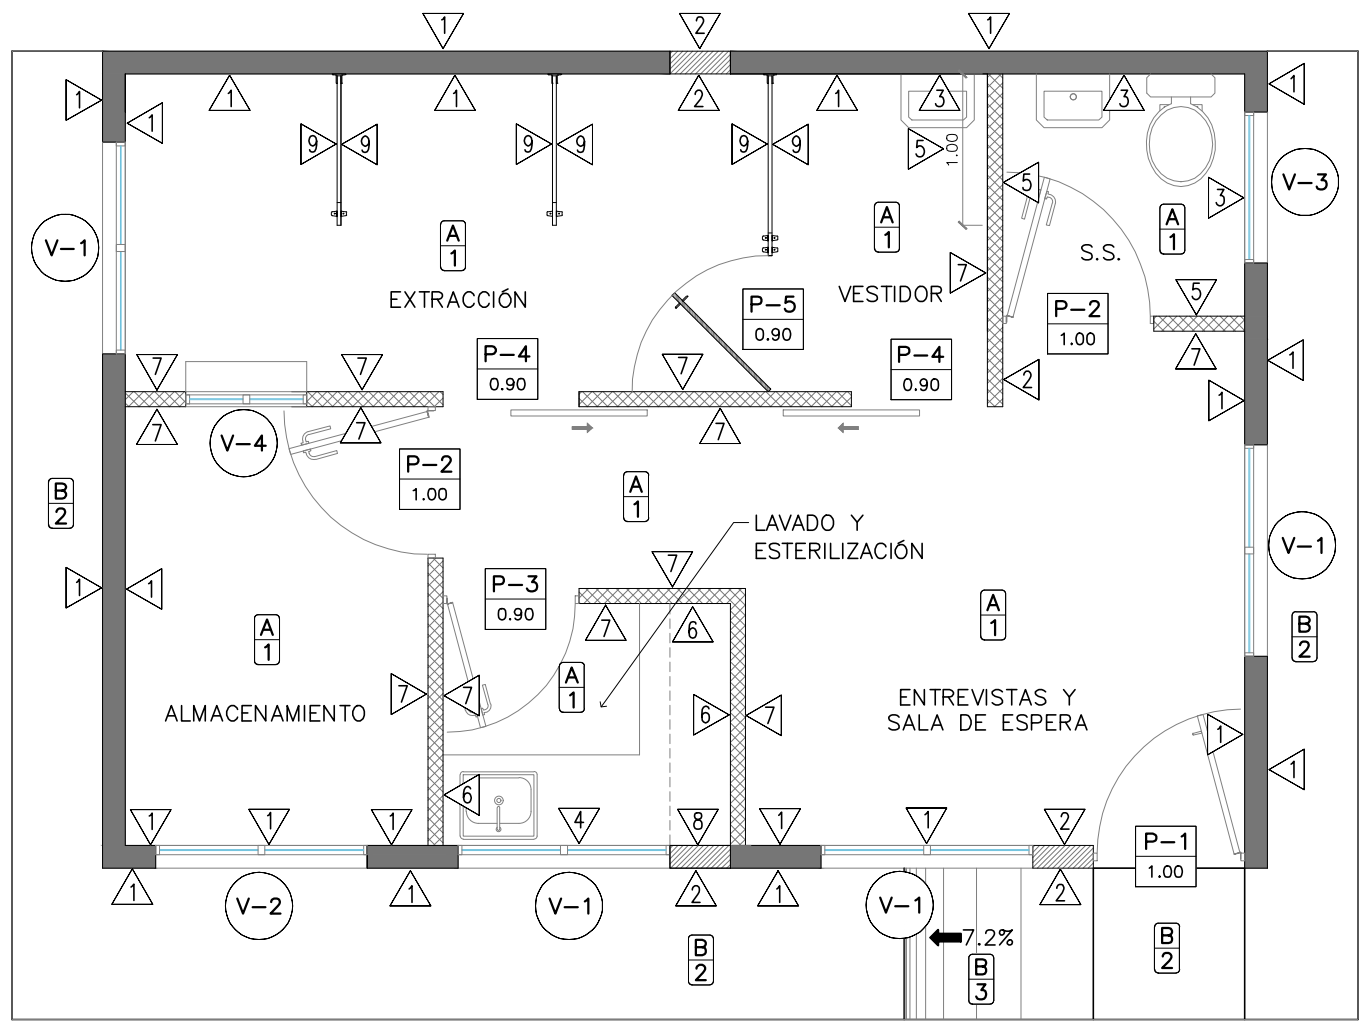 1
2
1
1
1
1
2
1
3
3
1
1
9
9
9
9
9
9
5
1.00
5
3
V-1
V-3
A
1
A
1
A
1
S.S.
7
EXTRACCIÓN
VESTIDOR
P-5
0.90
P-2
1.00
5
7
P-4
0.90
P-4
0.90
7
7
7
2
1
1
7
7
7
V-4
P-2
1.00
A
1
B
2
LAVADO Y
ESTERILIZACIÓN
V-1
7
1
1
P-3
0.90
7
6
A
1
B
2
A
1
A
1
7
7
6
7
ALMACENAMIENTO
ENTREVISTAS Y
SALA DE ESPERA
1
1
6
1
1
1
4
8
1
1
2
P-1
1.00
1
1
2
1
2
V-2
V-1
V-1
7.2%
B
2
B
3
B
2